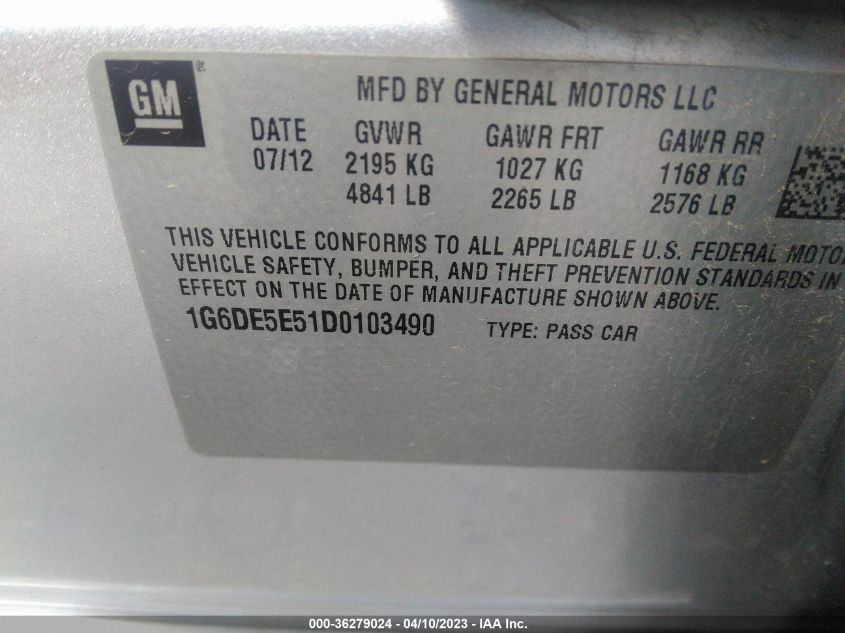 GM ®
MFD BY GENERAL MOTORS LLC
DATE GVWR GAWR FRT GAWR RR
07/12 2195 KG 1027 KG 1168 KG
4841 LB 2265 LB 2576 LB
THIS VEHICLE CONFORMS TO ALL APPLICABLE U.S. FEDERAL MOTO
VEHICLE SAFETY, BUMPER, AND THEFT PREVENTION STANDARDS IN
EFFECT ON THE DATE OF MANUFACTURE SHOWN ABOVE.
1G6DE5E51D0103490 TYPE: PASS CAR
000-36279024 - 04/10/2023 - IAA Inc.